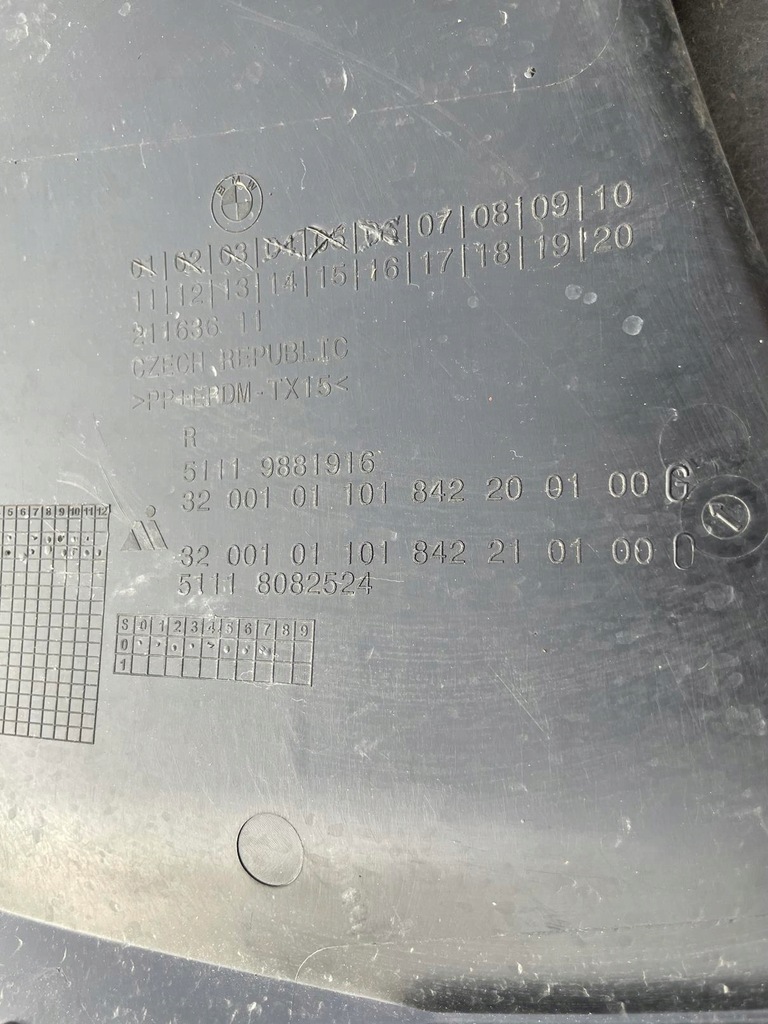 BMW
01|02|03|04|05|06|07|08|09|10
11|12|13|14|15|16|17|18|19|20
211636 11
CZECH REPUBLIC
>PP+EPDM-TX15<
R
5111 9881916
32 001 01 101 842 20 01 00 G
32 001 01 101 842 21 01 00 0
5111 8082524
5 6 7 8 9 10 11 12
S 0 1 2 3 4 5 6 7 8 9
0
1